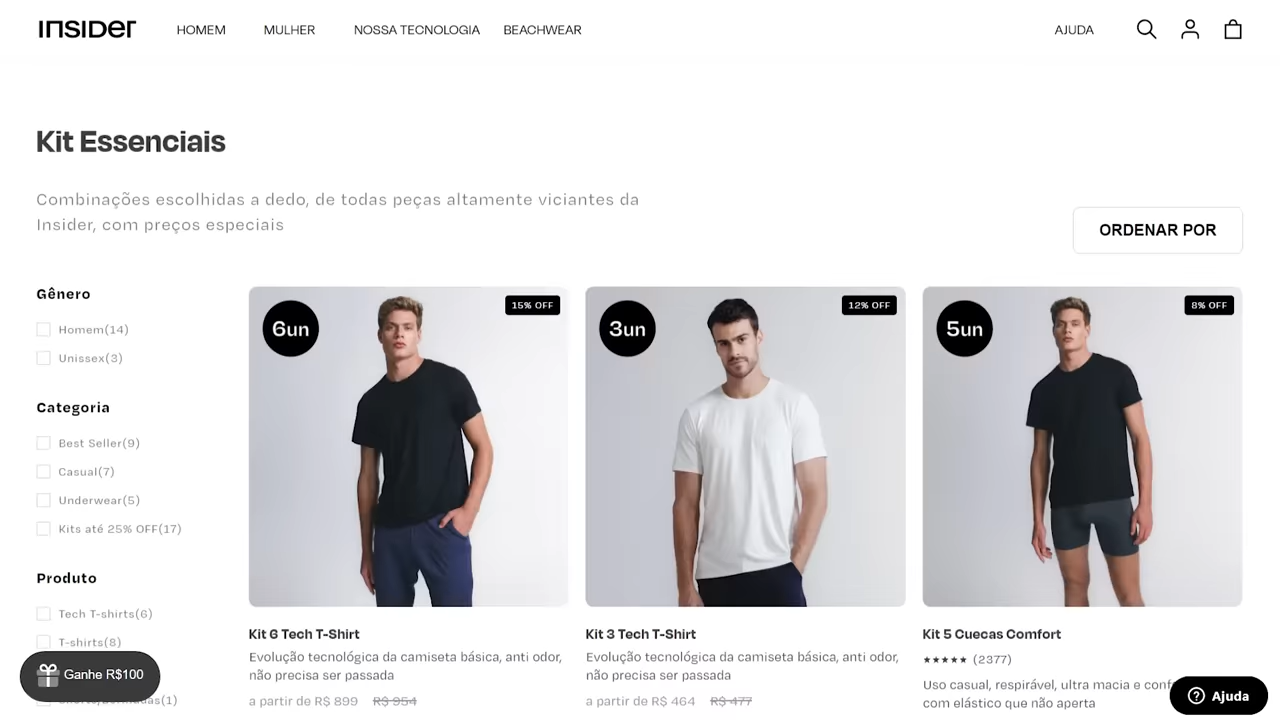 INSIDER
HOMEM
MULHER
NOSSA TECNOLOGIA
BEACHWEAR
AJUDA
Kit Essenciais
Combinações escolhidas a dedo, de todas peças altamente viciantes da
Insider, com preços especiais
ORDENAR POR
Gênero
Homem(14)
Unissex(3)
Categoria
Best Seller(9)
Casual(7)
Underwear(5)
Kits até 25% OFF(17)
Produto
Tech T-shirts(6)
T-shirts(8)
Ganhe R$100
6un
15% OFF
Kit 6 Tech T-Shirt
Evolução tecnológica da camiseta básica, anti odor,
não precisa ser passada
a partir de R$ 899 R$ 954
3un
12% OFF
Kit 3 Tech T-Shirt
Evolução tecnológica da camiseta básica, anti odor,
não precisa ser passada
a partir de R$ 464 R$ 477
5un
8% OFF
Kit 5 Cuecas Comfort
★★★★★ (2377)
Uso casual, respirável, ultra macia e
com elástico que não aperta
Ajuda